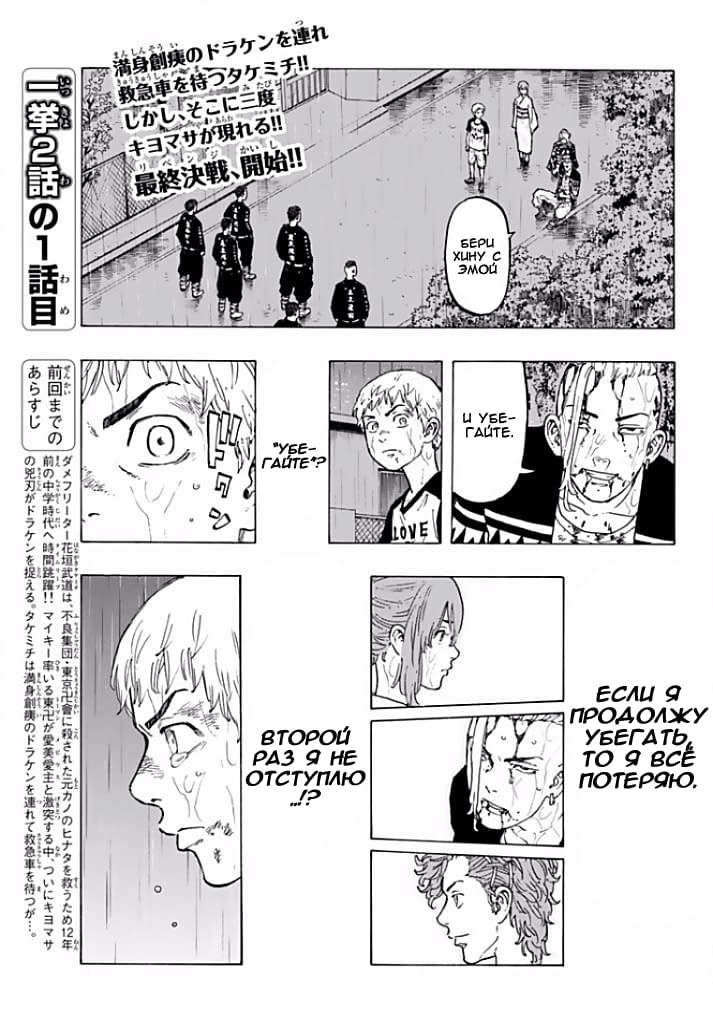 満身創痍のドラケンを連れ
救急車を待つタケミチ!!
しかし、そこに三度
キヨマサが現れる!!
最終決戦、開始!!
一挙2話の1話目
БЕРИ
ХИНУ С
ЭМОЙ
И УБЕ-
ГАЙТЕ.
"УБЕ-
ГАЙТЕ"?
ドクン
LOVE
前回までの
あらすじ
ダメフリーター花垣武道は、不良集団・東京卍會に殺された元カノのヒナタを救うため12年
前の中学時代へ時間跳躍!! マイキー率いる東卍が愛美愛主と激突する中、ついにキヨマサ
の兇刃がドラケンを捉える。タケミチは満身創痍のドラケンを連れて救急車を待つが…。
ЕСЛИ Я
ПРОДОЛЖУ
УБЕГАТЬ,
ТО Я ВСЁ
ПОТЕРЯЮ.
ВТОРОЙ
РАЗ Я НЕ
ОТСТУПЛЮ
...!?